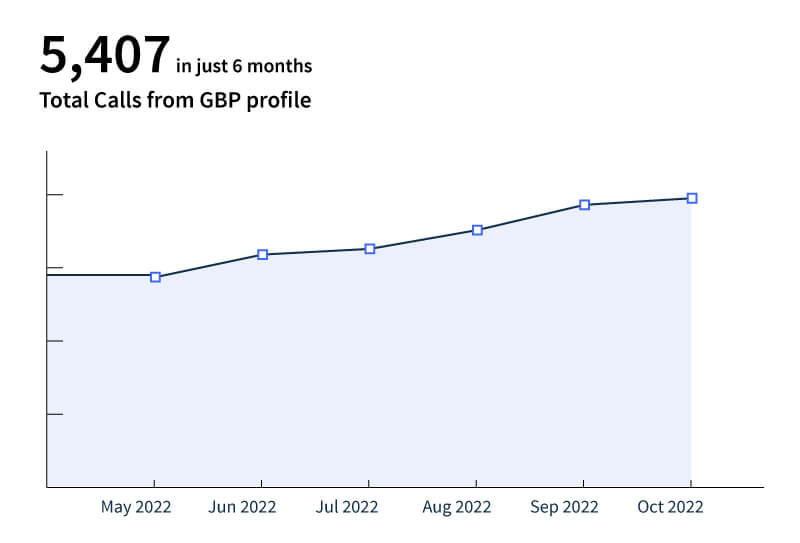 5,407 in just 6 months
Total Calls from GBP profile
May 2022
Jun 2022
Jul 2022
Aug 2022
Sep 2022
Oct 2022